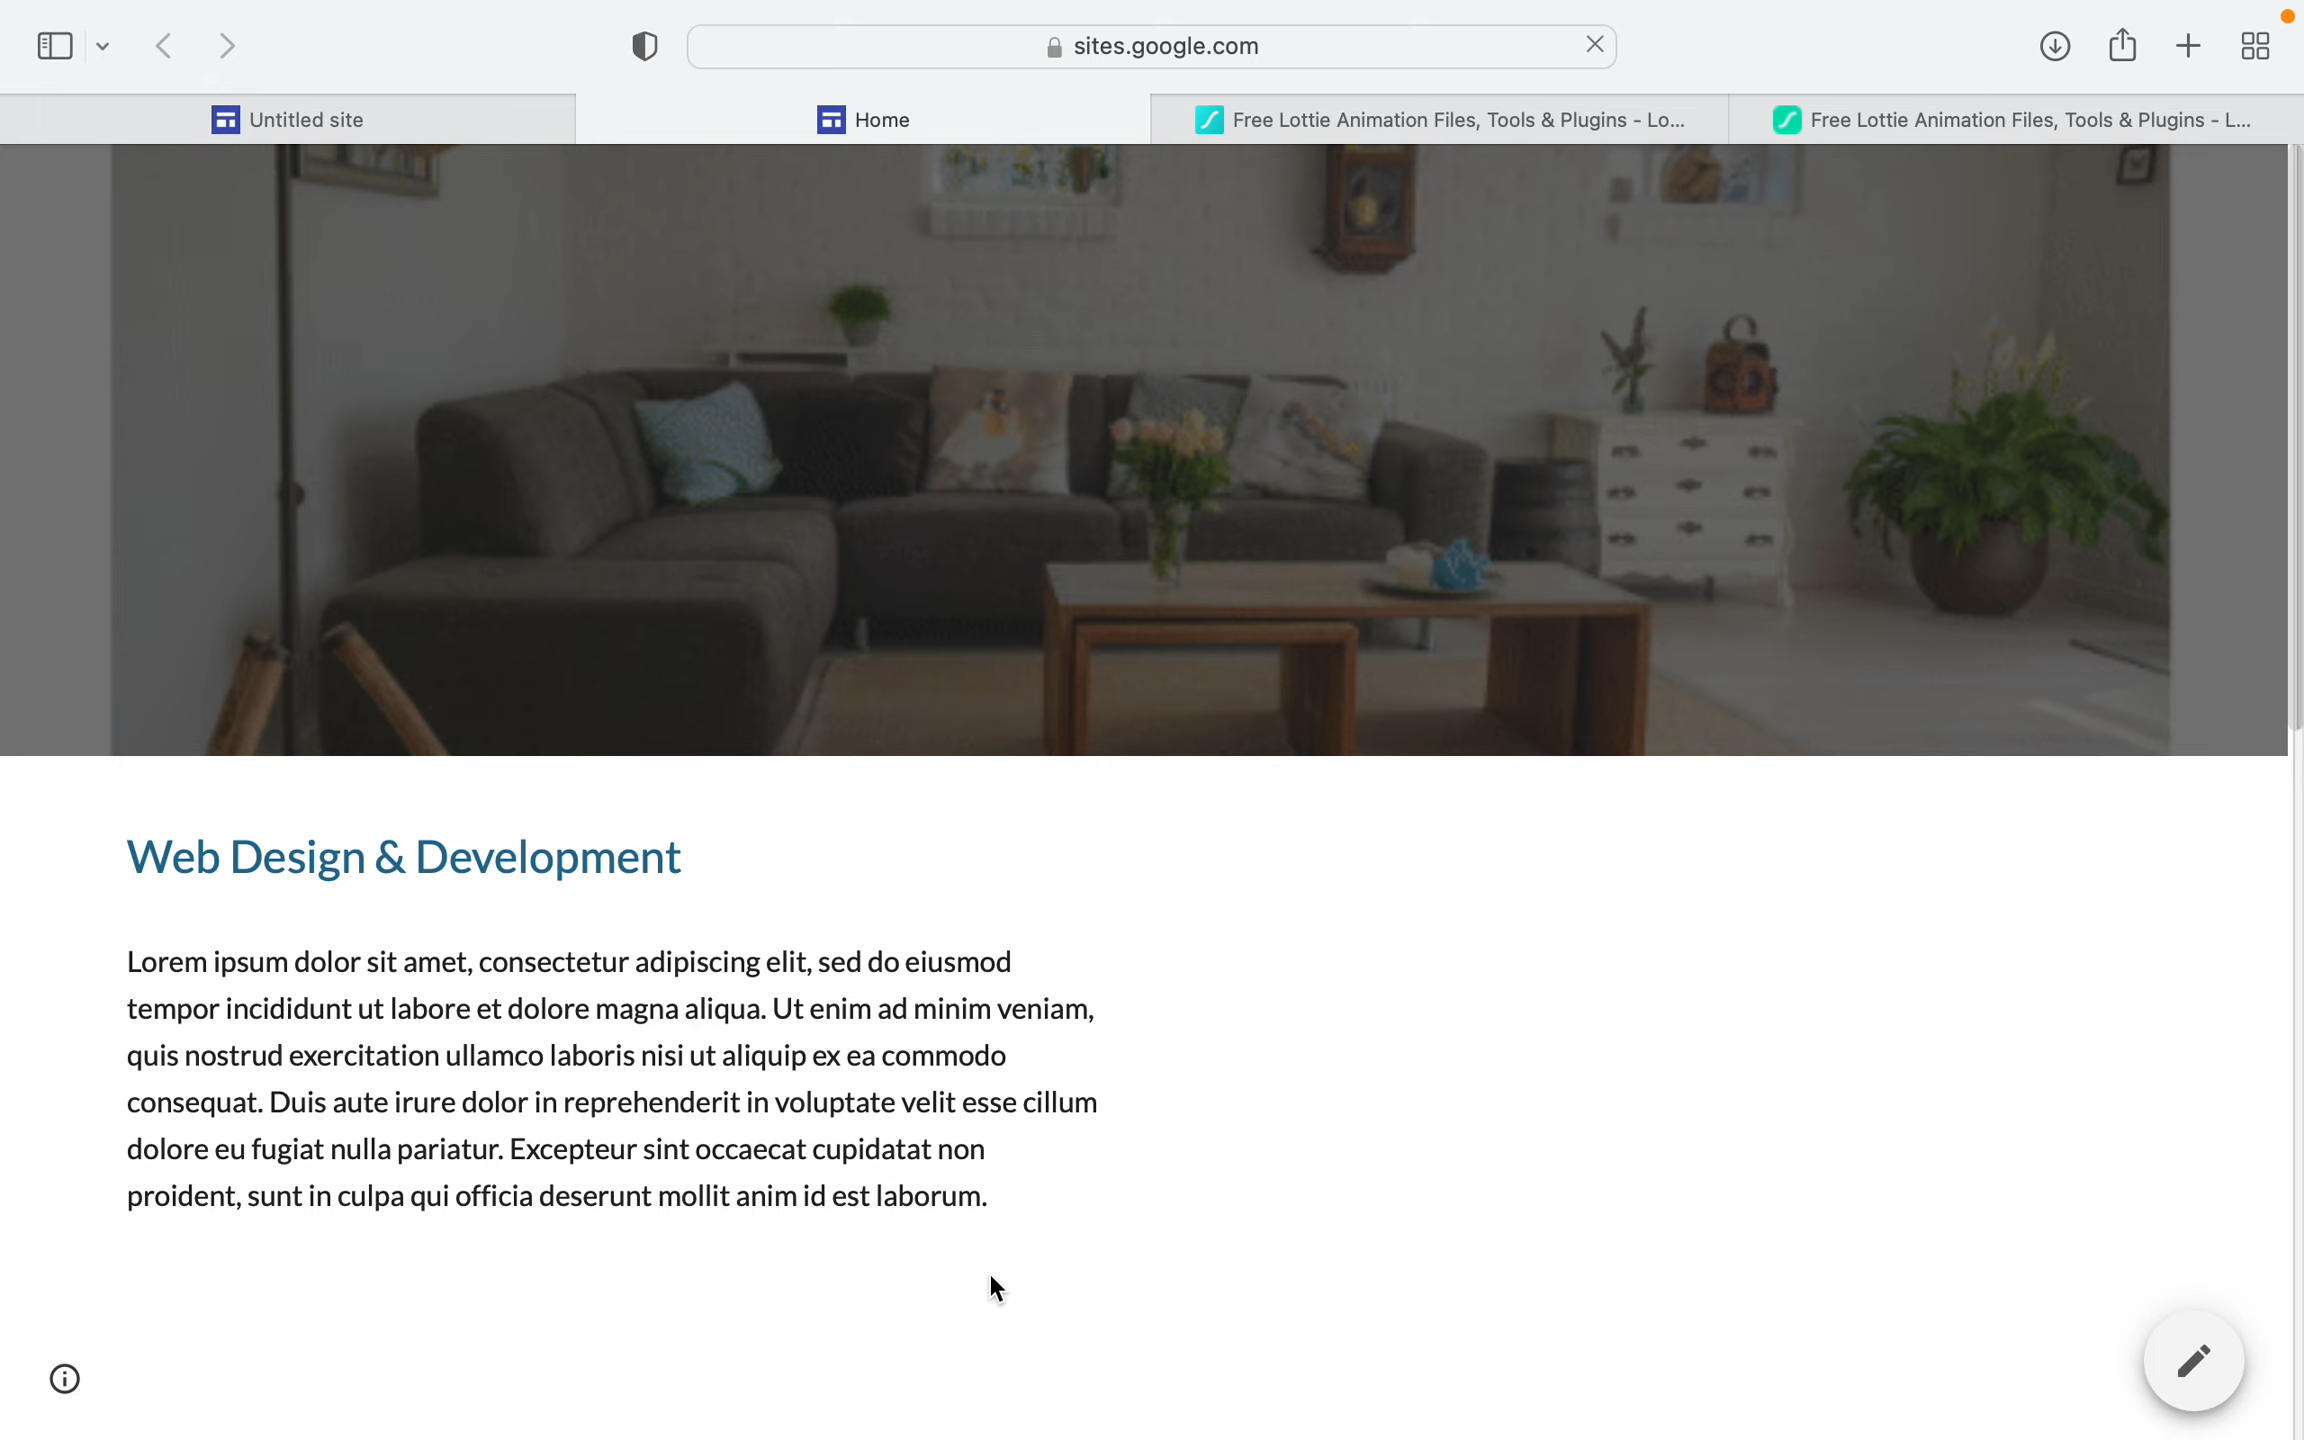 sites.google.com
Untitled site
Home
Free Lottie Animation Files, Tools & Plugins - Lo...
Free Lottie Animation Files, Tools & Plugins - L...
Web Design & Development
Lorem ipsum dolor sit amet, consectetur adipiscing elit, sed do eiusmod
tempor incididunt ut labore et dolore magna aliqua. Ut enim ad minim veniam,
quis nostrud exercitation ullamco laboris nisi ut aliquip ex ea commodo
consequat. Duis aute irure dolor in reprehenderit in voluptate velit esse cillum
dolore eu fugiat nulla pariatur. Excepteur sint occaecat cupidatat non
proident, sunt in culpa qui officia deserunt mollit anim id est laborum.